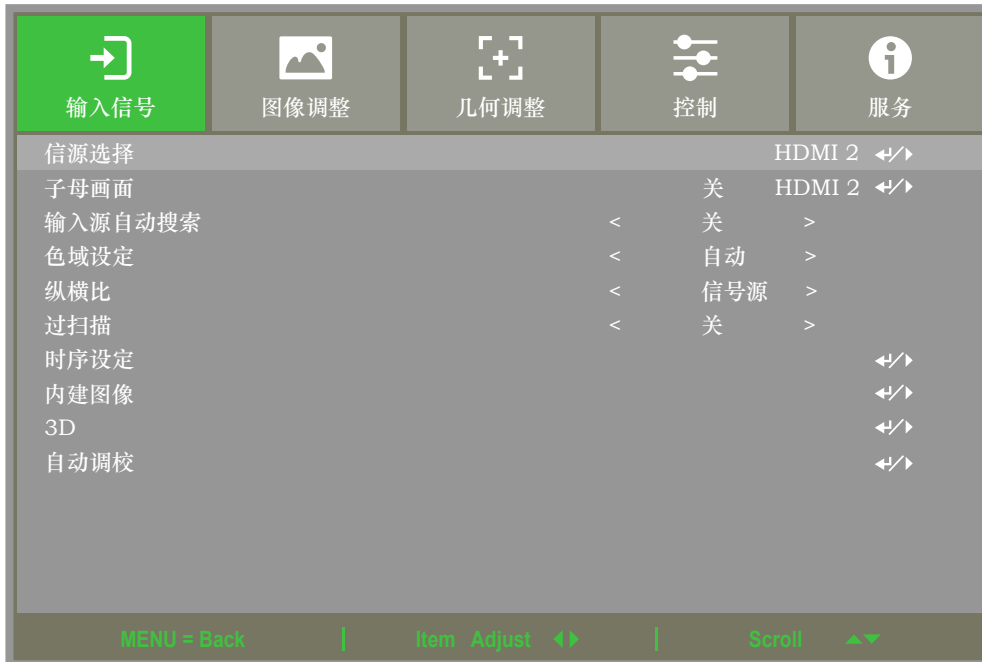 输入信号 图像调整 几何调整 控制 服务
信源选择 HDMI 2
子母画面 关 HDMI 2
输入源自动搜索 < 关 >
色域设定 < 自动 >
纵横比 < 信号源 >
过扫描 < 关 >
时序设定
内建图像
3D
自动调校
MENU = Back | Item Adjust | Scroll